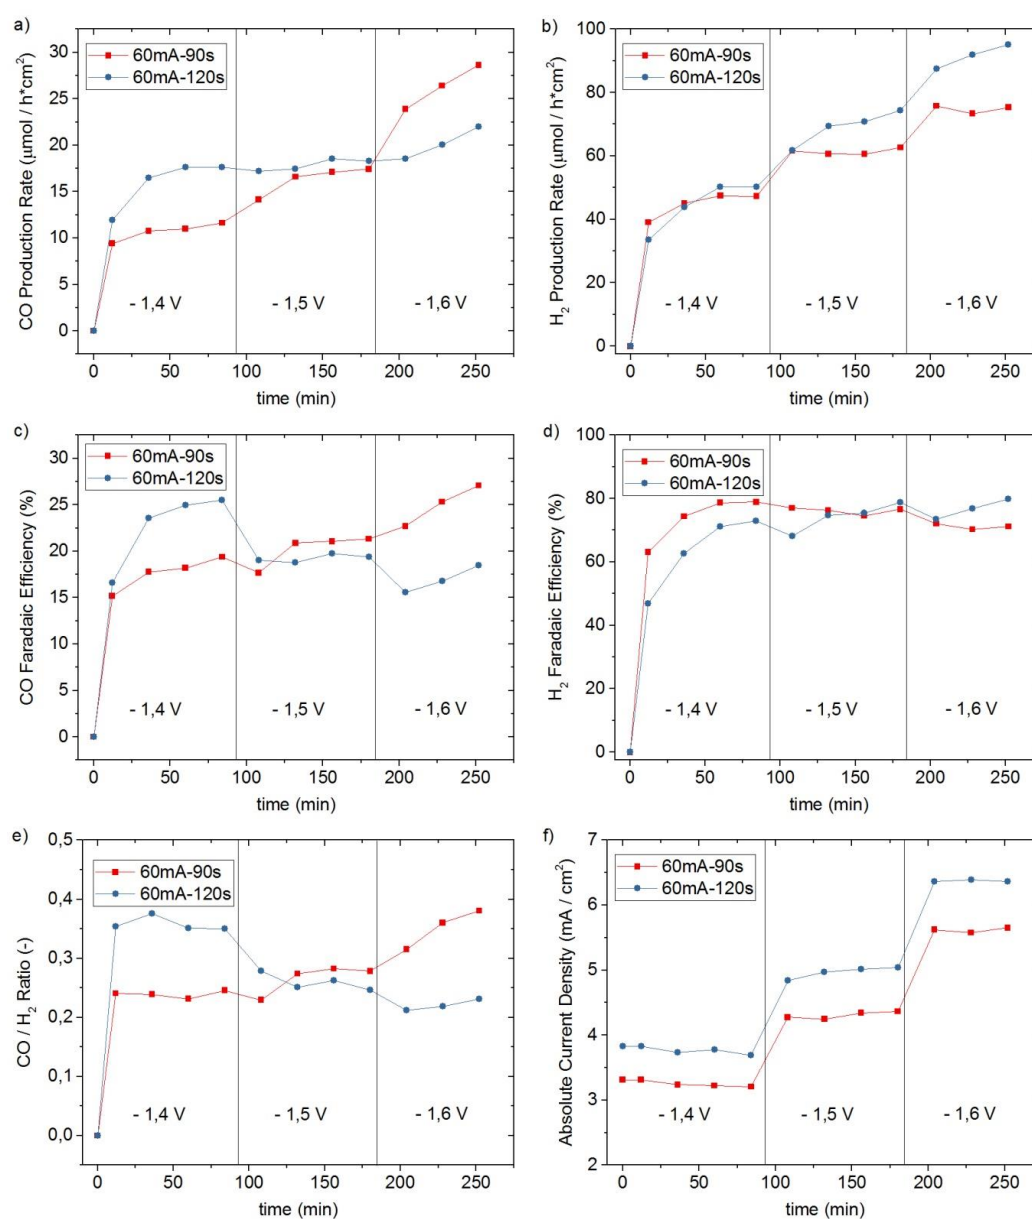 a)
CO Production Rate (µmol / h*cm²)
60mA-90s
60mA-120s
30
25
20
15
10
5
0
- 1,4 V
- 1,5 V
- 1,6 V
0 50 100 150 200 250
time (min)
b)
H₂ Production Rate (µmol / h*cm²)
60mA-90s
60mA-120s
100
80
60
40
20
0
- 1,4 V
- 1,5 V
- 1,6 V
0 50 100 150 200 250
time (min)
c)
CO Faradaic Efficiency (%)
60mA-90s
60mA-120s
30
25
20
15
10
5
0
- 1,4 V
- 1,5 V
- 1,6 V
0 50 100 150 200 250
time (min)
d)
H₂ Faradaic Efficiency (%)
60mA-90s
60mA-120s
100
80
60
40
20
0
- 1,4 V
- 1,5 V
- 1,6 V
0 50 100 150 200 250
time (min)
e)
CO / H₂ Ratio (-)
60mA-90s
60mA-120s
0,5
0,4
0,3
0,2
0,1
0,0
- 1,4 V
- 1,5 V
- 1,6 V
0 50 100 150 200 250
time (min)
f)
Absolute Current Density (mA / cm²)
60mA-90s
60mA-120s
7
6
5
4
3
2
- 1,4 V
- 1,5 V
- 1,6 V
0 50 100 150 200 250
time (min)